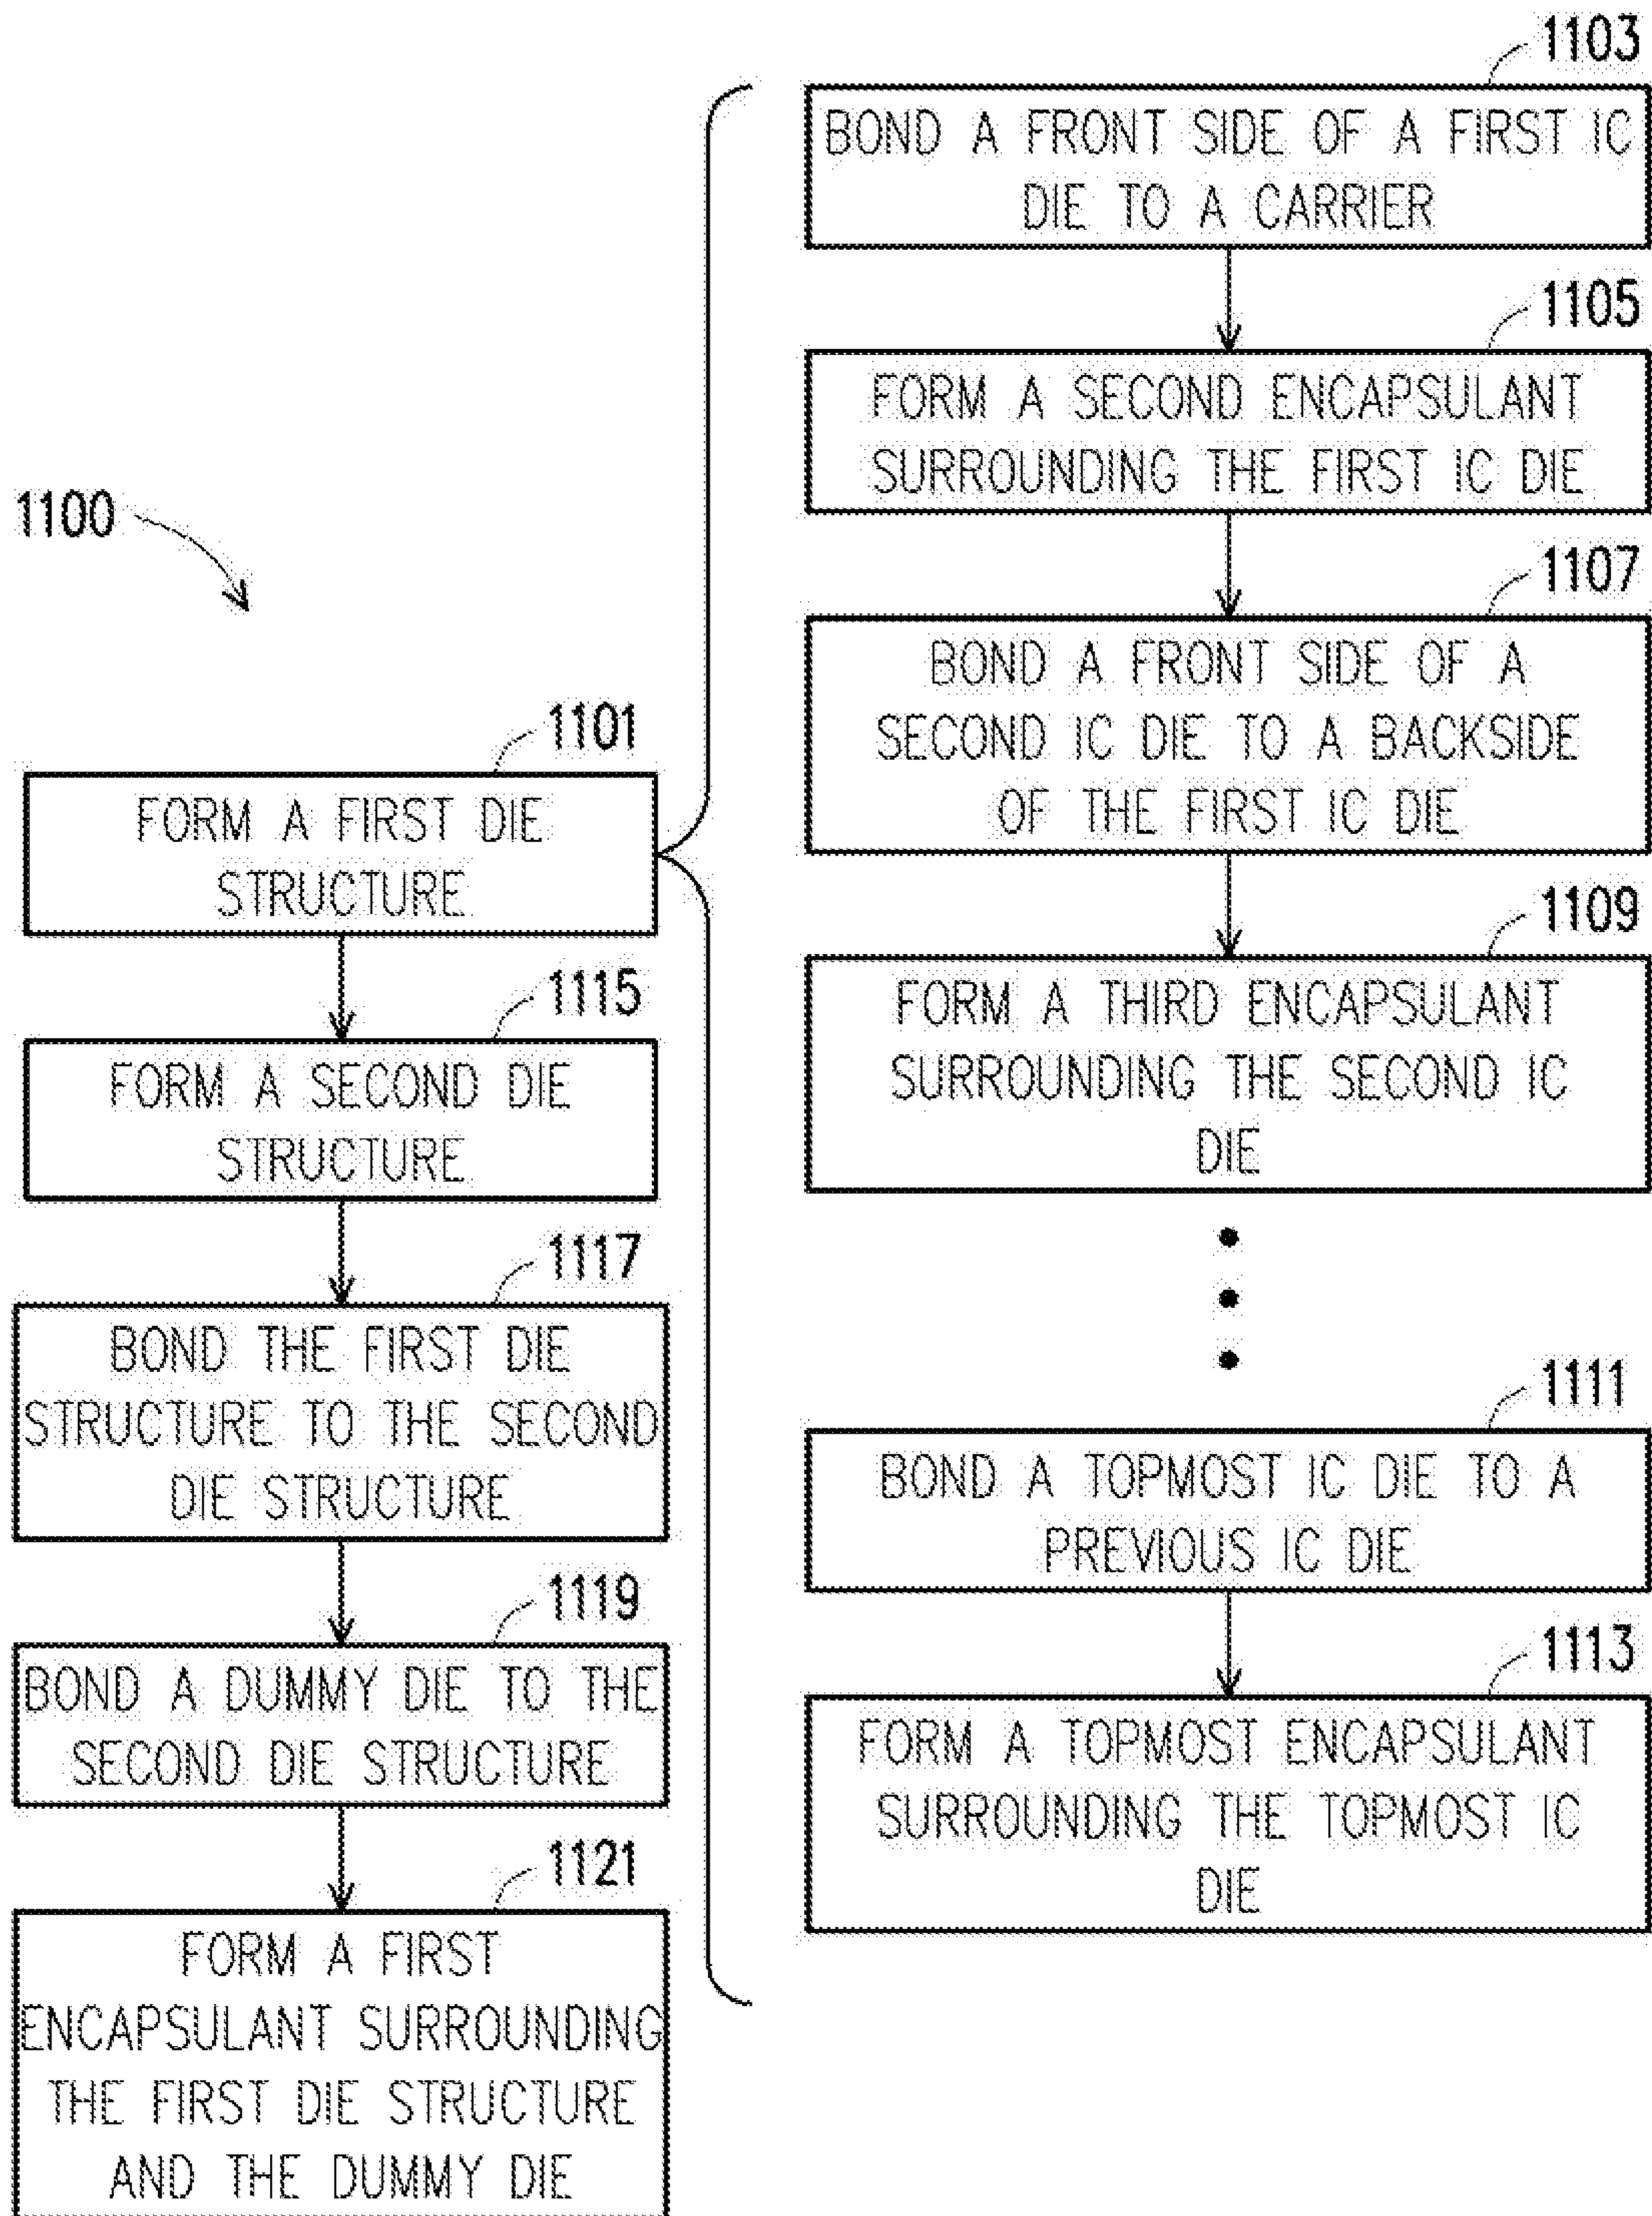 1100
1101
FORM A FIRST DIE
STRUCTURE
1115
FORM A SECOND DIE
STRUCTURE
1117
BOND THE FIRST DIE
STRUCTURE TO THE SECOND
DIE STRUCTURE
1119
BOND A DUMMY DIE TO THE
SECOND DIE STRUCTURE
1121
FORM A FIRST
ENCAPSULANT SURROUNDING
THE FIRST DIE STRUCTURE
AND THE DUMMY DIE
1103
BOND A FRONT SIDE OF A FIRST IC
DIE TO A CARRIER
1105
FORM A SECOND ENCAPSULANT
SURROUNDING THE FIRST IC DIE
1107
BOND A FRONT SIDE OF A
SECOND IC DIE TO A BACKSIDE
OF THE FIRST IC DIE
1109
FORM A THIRD ENCAPSULANT
SURROUNDING THE SECOND IC
DIE
1111
BOND A TOPMOST IC DIE TO A
PREVIOUS IC DIE
1113
FORM A TOPMOST ENCAPSULANT
SURROUNDING THE TOPMOST IC
DIE